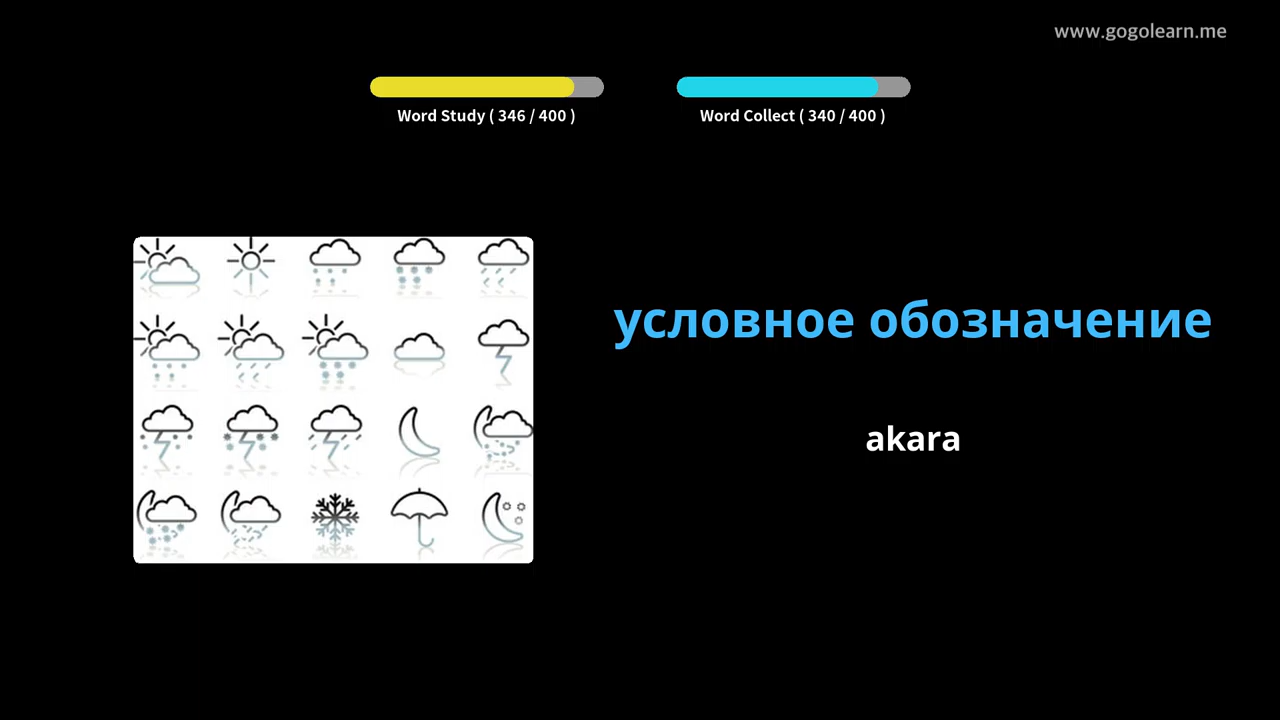 www.gogolearn.me
Word Study ( 346 / 400 )
Word Collect ( 340 / 400 )
условное обозначение
akara